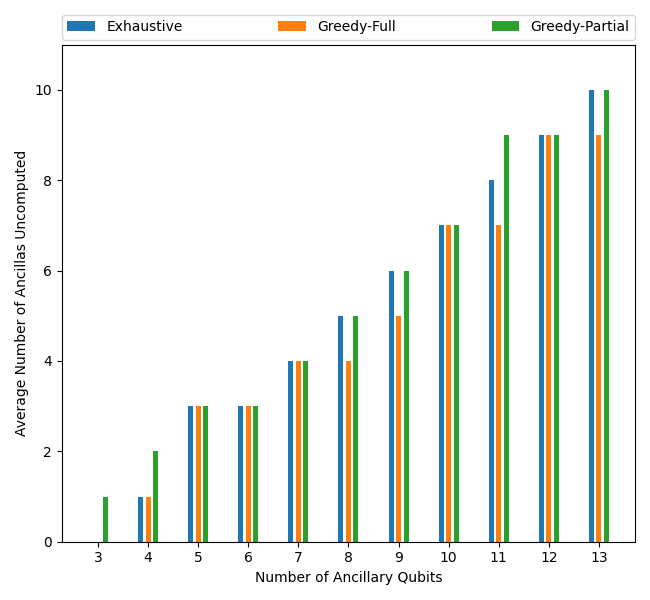 Exhaustive Greedy-Full Greedy-Partial
Average Number of Ancillas Uncomputed
10
8
6
4
2
0
3 4 5 6 7 8 9 10 11 12 13
Number of Ancillary Qubits